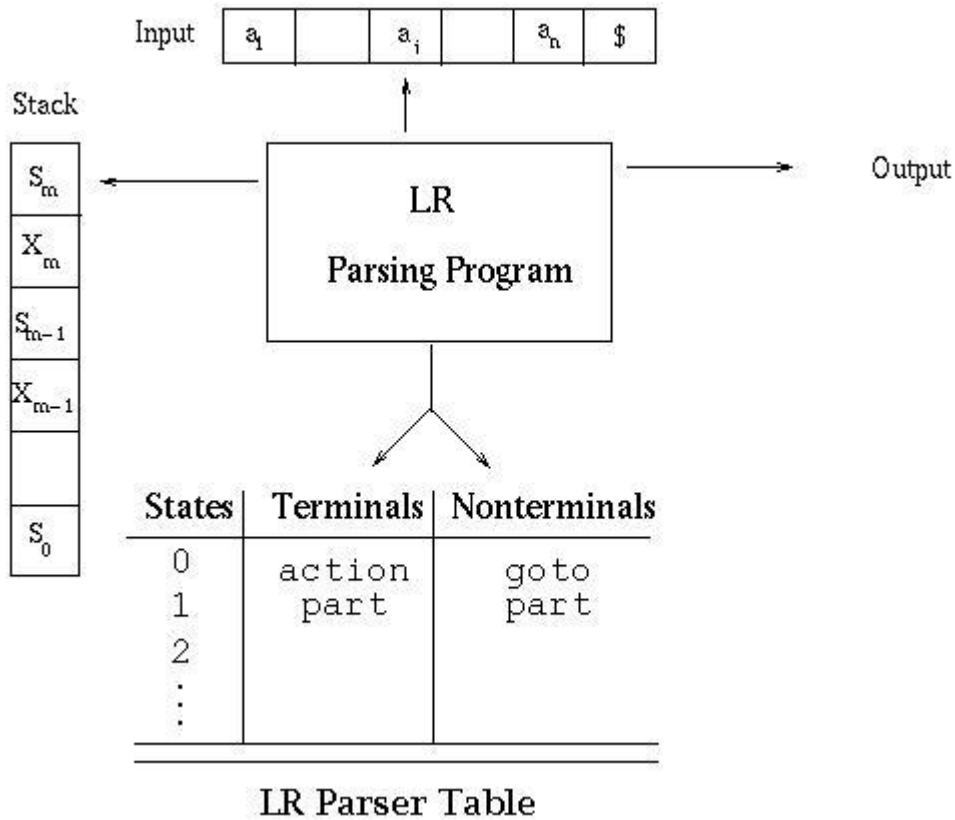 Input a₁ aᵢ aₙ $
Stack
Sₘ
Output
LR
Xₘ
Parsing Program
Sₘ₋₁
Xₘ₋₁
States Terminals Nonterminals
S₀
0 action goto
1 part part
2
.
.
.
LR Parser Table